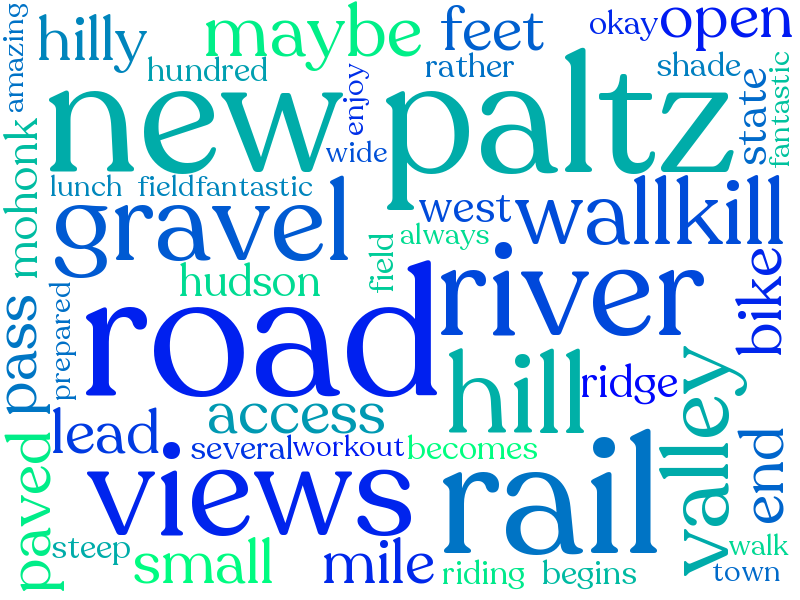 amazing
hilly
maybe
feet
okay
open
hundred
rather
shade
new paltz
enjoy
wide
state
fantastic
mohonk
lunch
field
fantastic
gravel
west
wallkill
always
hudson
field
river
bike
pass
prepared
road
hill
ridge
valley
lead
access
several
workout
becomes
views
rail
end
paved
steep
small
mile
riding
begins
walk
town